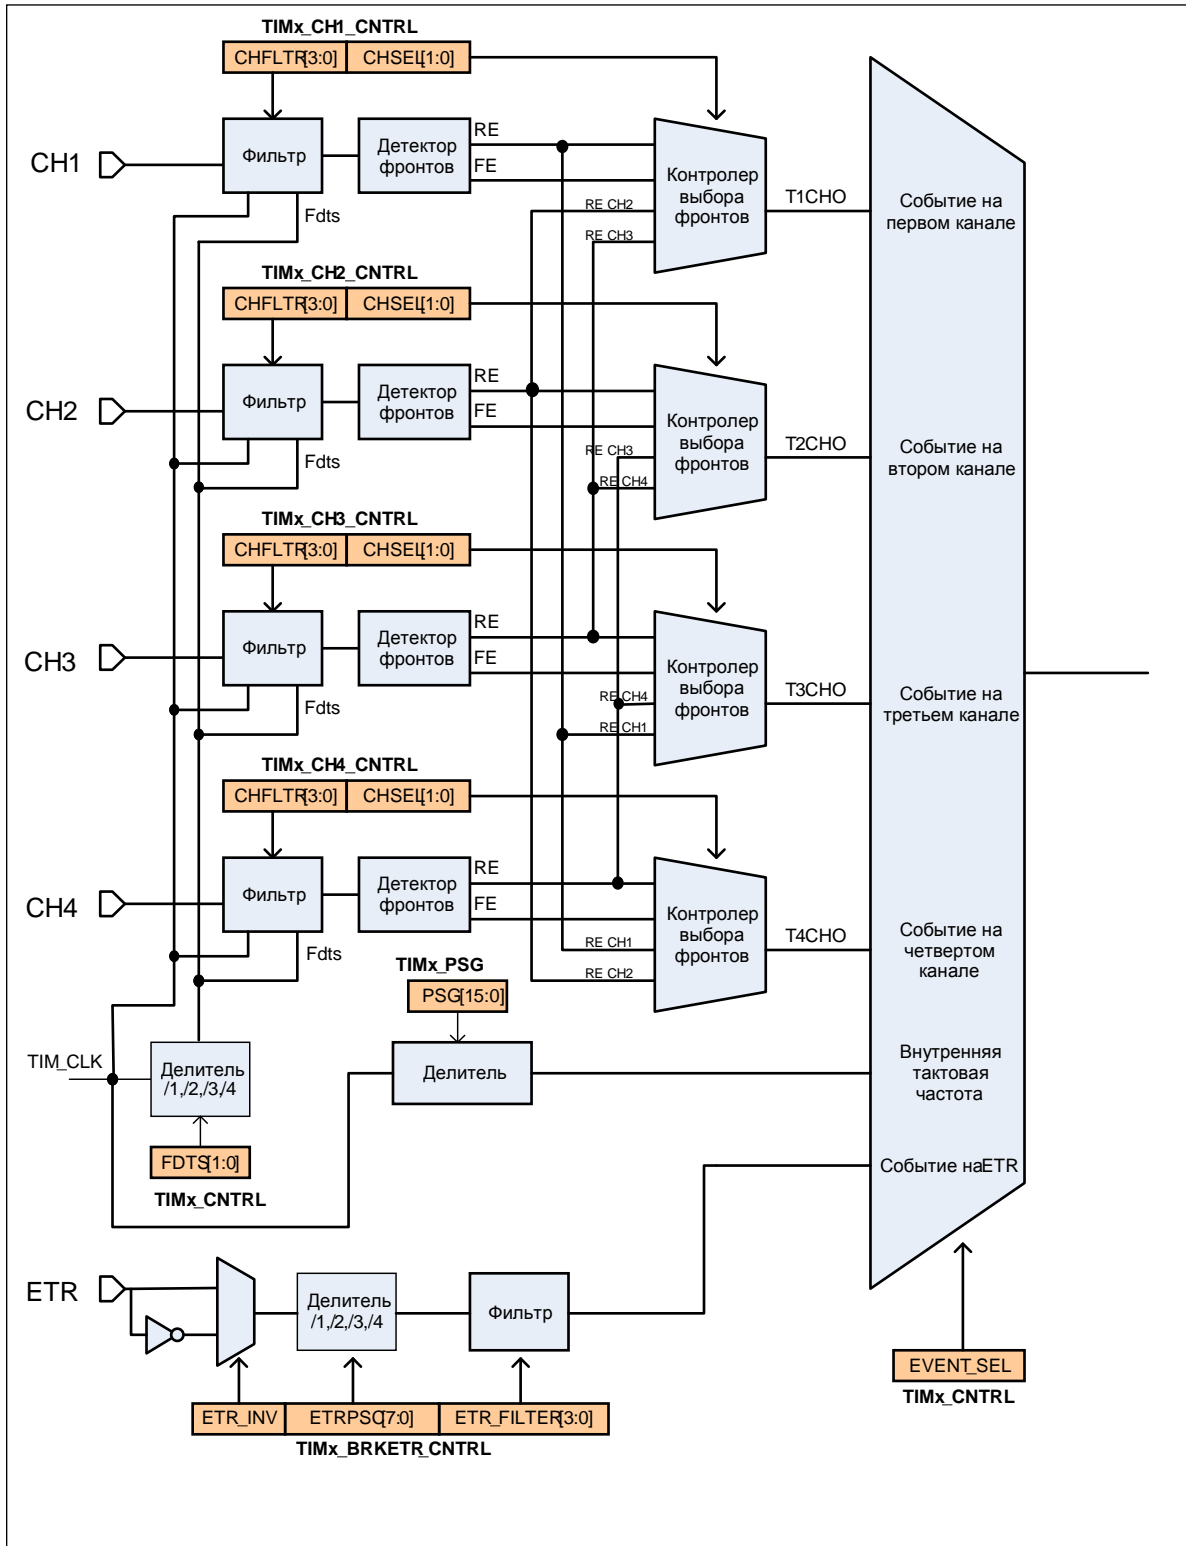 TIMx_CH1_CNTRL
CHFLTR[3:0] CHSEL[1:0]
CH1
Фильтр
Детектор
фронтов
RE
FE
RE CH2
RE CH3
Контролер
выбора
фронтов
T1CHO
Событие на
первом канале
Fdts
TIMx_CH2_CNTRL
CHFLTR[3:0] CHSEL[1:0]
CH2
Фильтр
Детектор
фронтов
RE
FE
RE CH3
RE CH4
Контролер
выбора
фронтов
T2CHO
Событие на
втором канале
Fdts
TIMx_CH3_CNTRL
CHFLTR[3:0] CHSEL[1:0]
CH3
Фильтр
Детектор
фронтов
RE
FE
RE CH4
RE CH1
Контролер
выбора
фронтов
T3CHO
Событие на
третьем канале
Fdts
TIMx_CH4_CNTRL
CHFLTR[3:0] CHSEL[1:0]
CH4
Фильтр
Детектор
фронтов
RE
FE
RE CH1
RE CH2
Контролер
выбора
фронтов
T4CHO
Событие на
четвертом
канале
Fdts
TIMx_PSG
PSG[15:0]
TIM_CLK
Делитель
/1,/2,/3,/4
Делитель
Внутренняя
тактовая
частота
FDTS[1:0]
TIMx_CNTRL
Событие наETR
ETR
Делитель
/1,/2,/3,/4
Фильтр
EVENT_SEL
TIMx_CNTRL
ETR_INV ETRPSC[7:0] ETR_FILTER[3:0]
TIMx_BRKETR_CNTRL